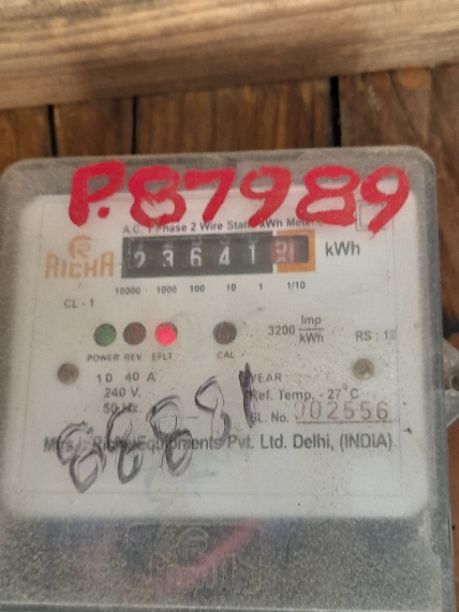 P.87989
A.C. 1 Phase 2 Wire Static kWh Meter
RICHA
23641
kWh
10000 1000 100 10 1 1/10
CL - 1
3200 Imp/kWh
RS : 12
POWER REV EFLT
CAL
10 40 A
240 V.
50 Hz.
YEAR
Ref. Temp. - 27°C
SL. No. 002556
Equipments Pvt. Ltd. Delhi, (INDIA)